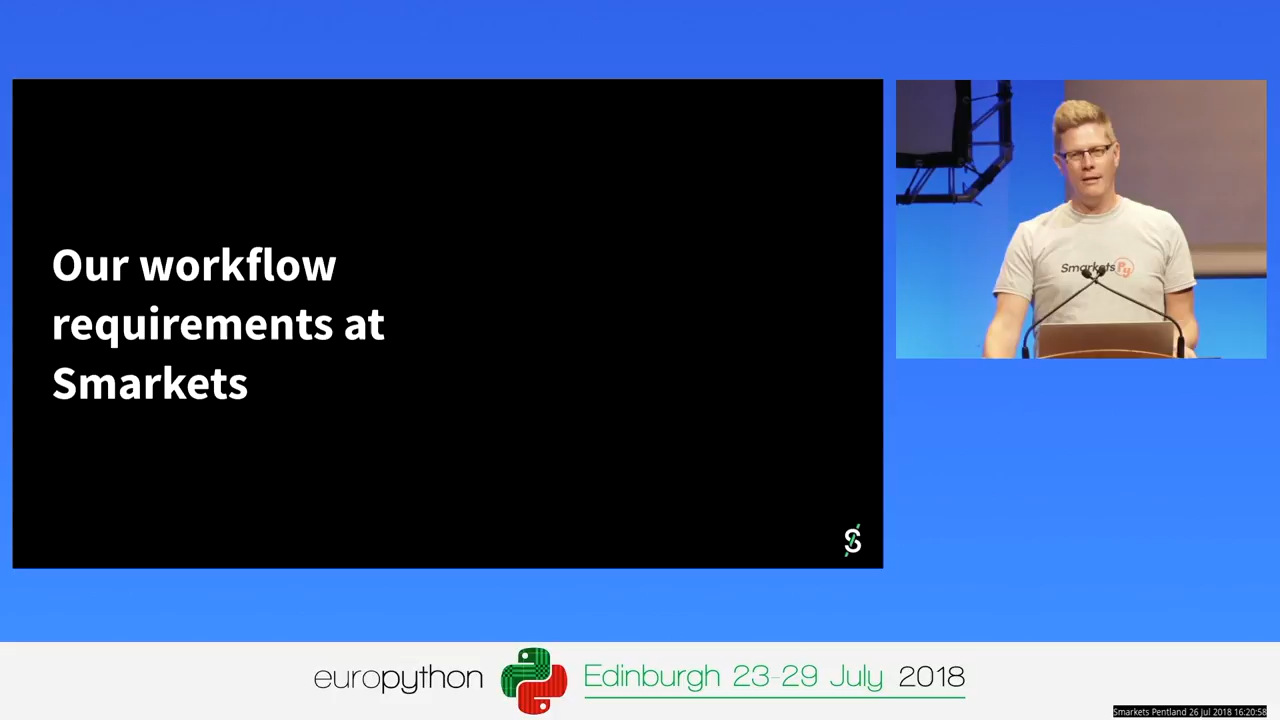 Our workflow
requirements at
Smarkets
S
SmarketsPy
europython
Edinburgh 23-29 July 2018
Smarkets Pentland 26 Jul 2018 16:20:58